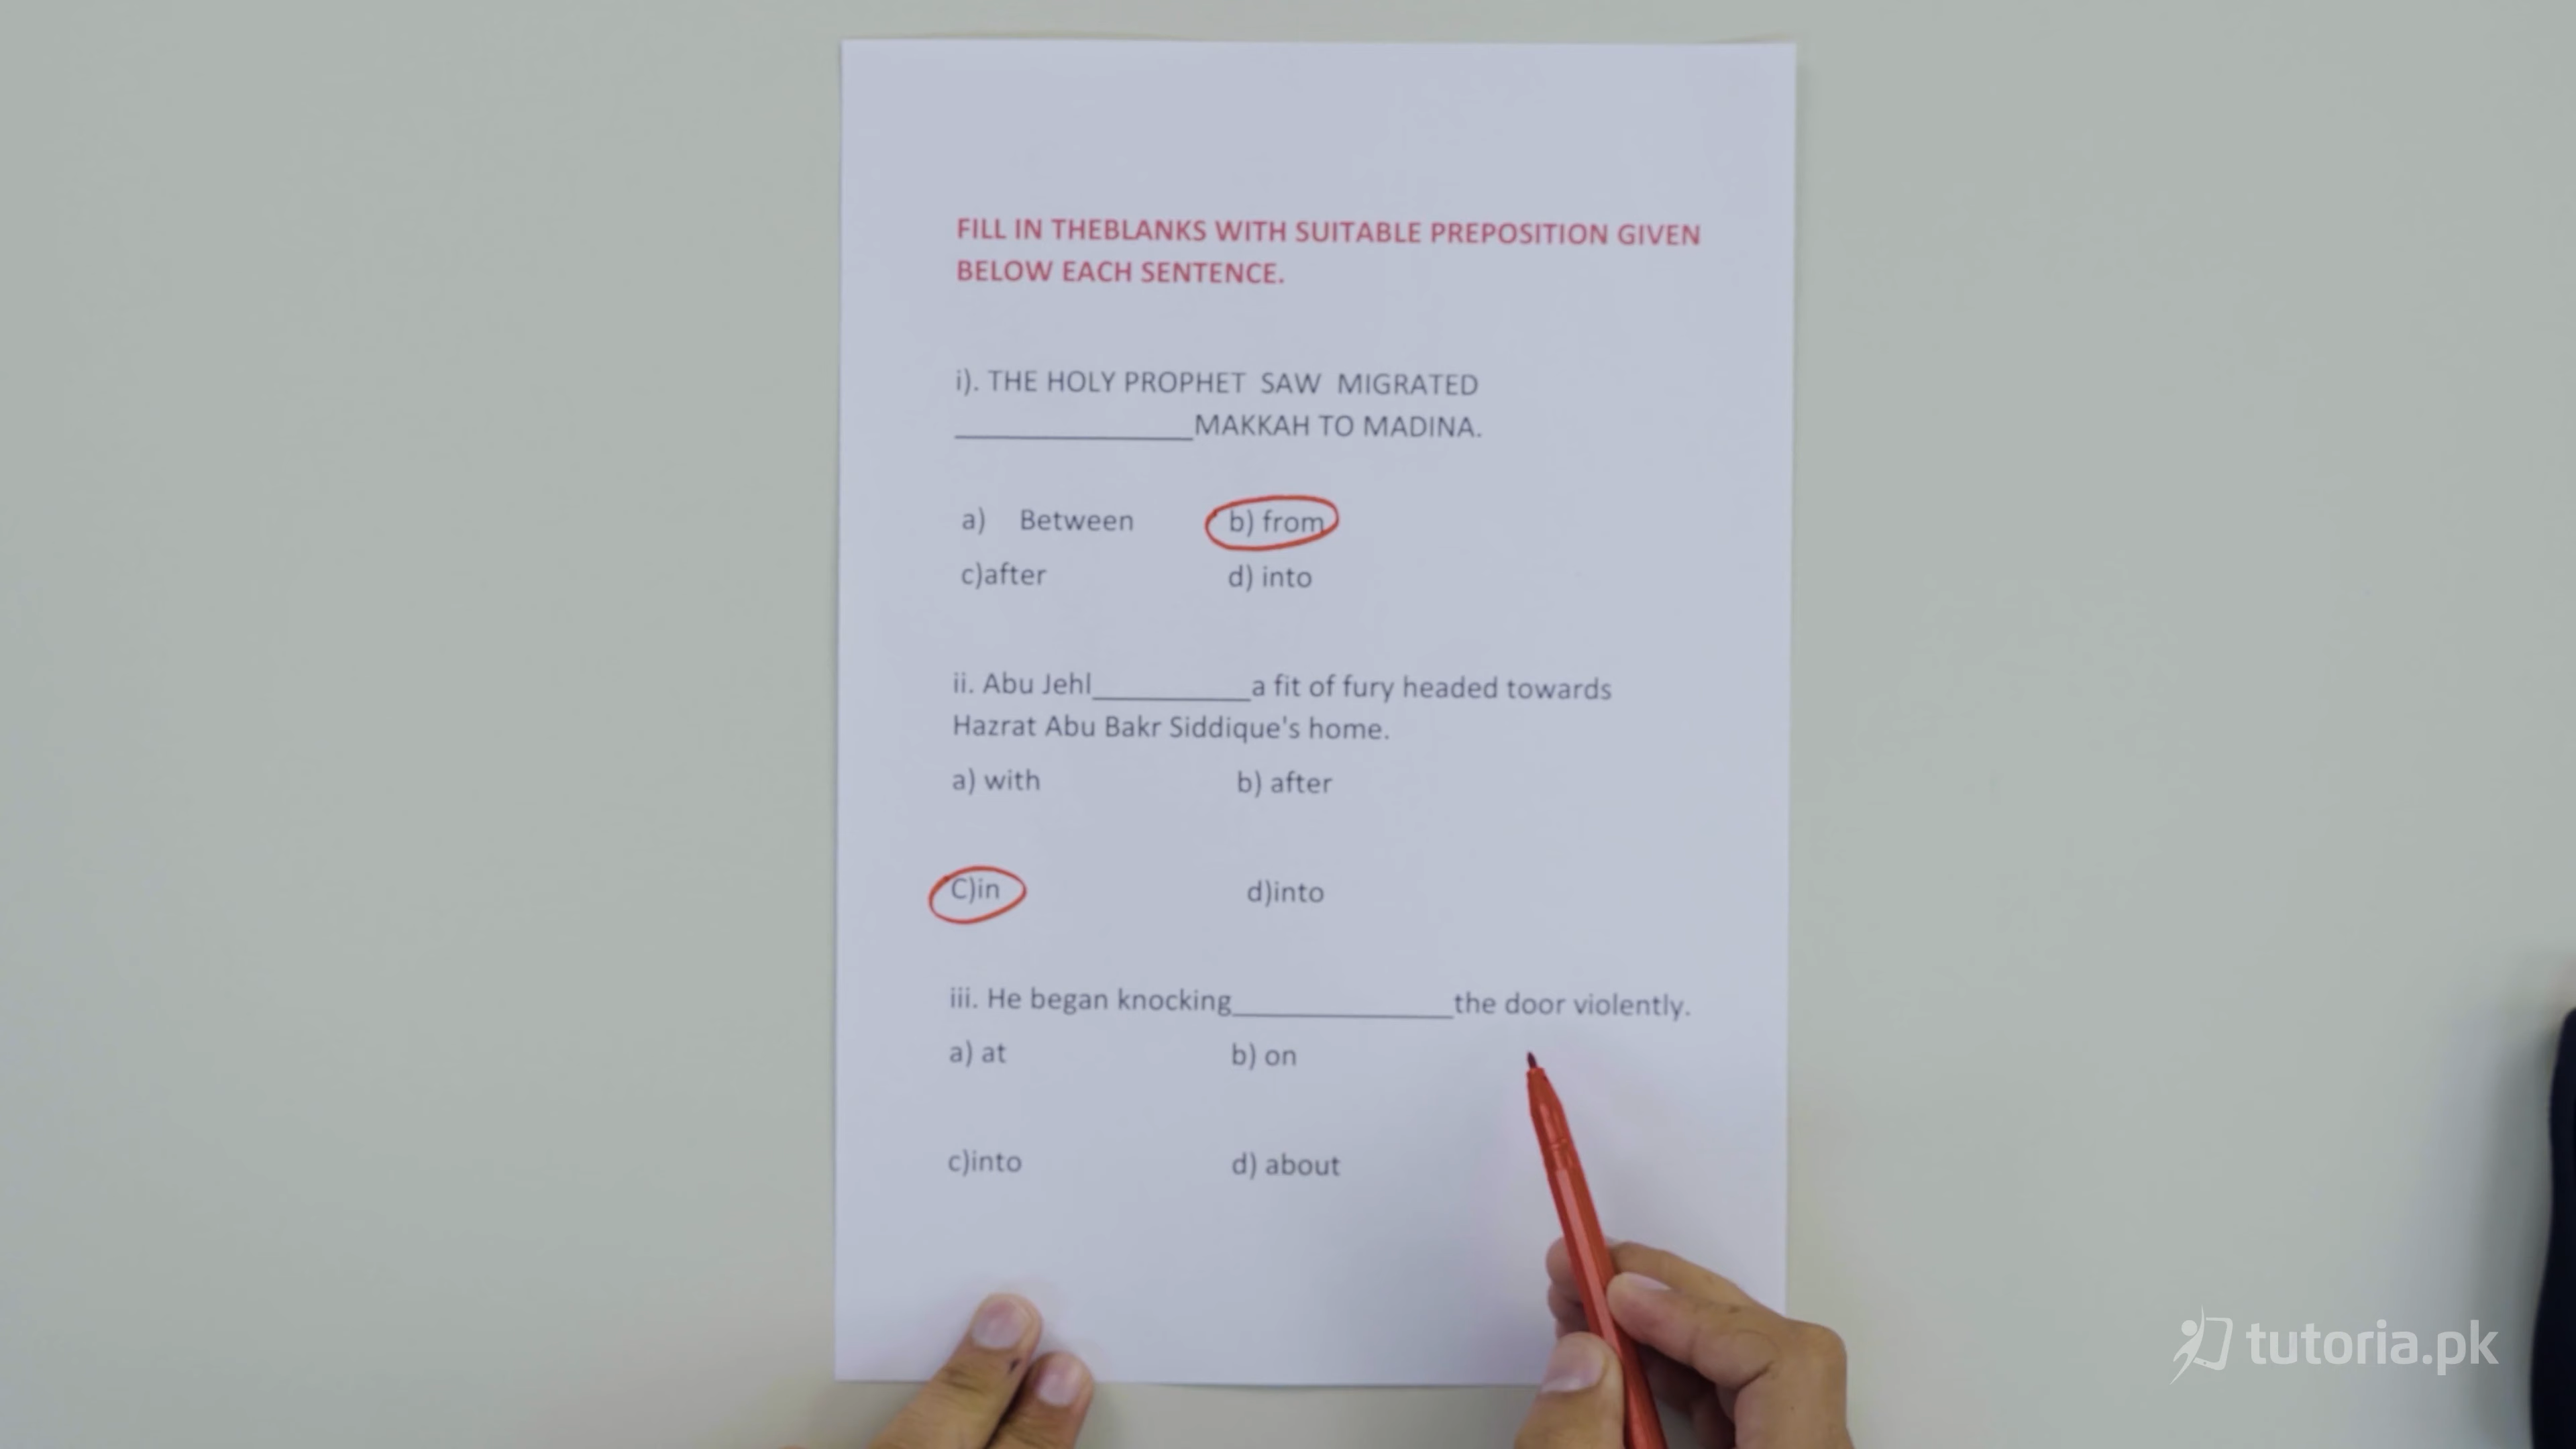 FILL IN THEBLANKS WITH SUITABLE PREPOSITION GIVEN
BELOW EACH SENTENCE.
i). THE HOLY PROPHET SAW MIGRATED
_______________MAKKAH TO MADINA.
a) Between b) from
c)after d) into
ii. Abu Jehl__________a fit of fury headed towards
Hazrat Abu Bakr Siddique's home.
a) with b) after
C)in d)into
iii. He began knocking______________the door violently.
a) at b) on
c)into d) about
tutoria.pk